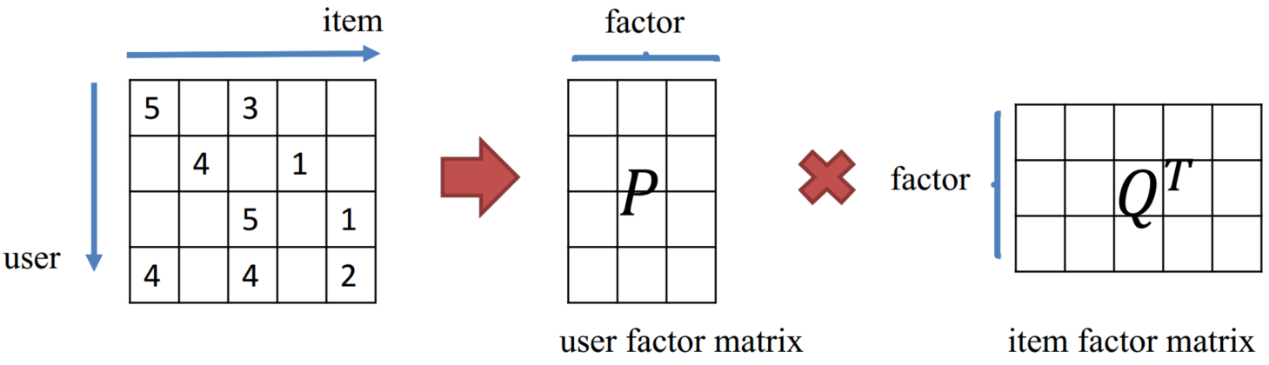 item
user
5 3
4 1
5 1
4 4 2
factor
P
user factor matrix
factor
Q^T
item factor matrix